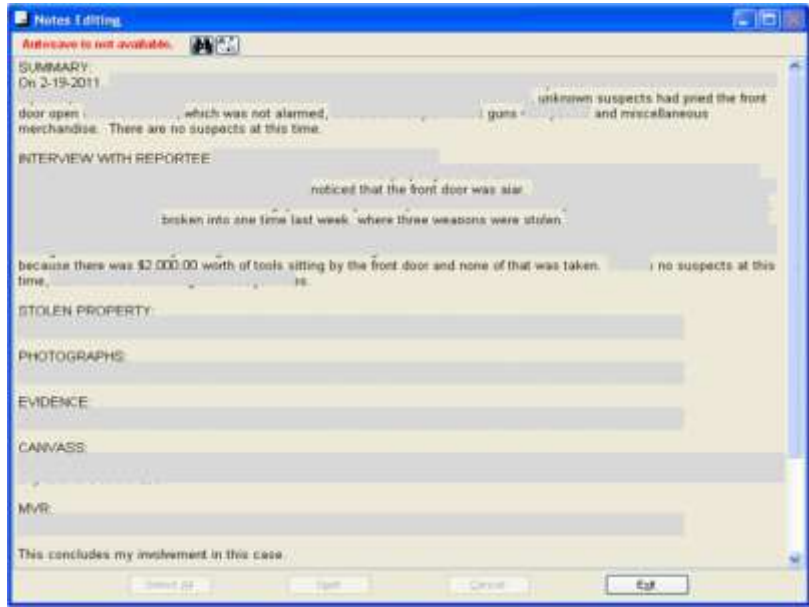 Notes Editing
Autosave is not available.
SUMMARY:
On 2-19-2011
unknown suspects had pried the front
door open , which was not alarmed, guns and miscellaneous
merchandise. There are no suspects at this time.
INTERVIEW WITH REPORTEE
noticed that the front door was ajar
broken into one time last week where three weapons were stolen
because there was $2,000.00 worth of tools sitting by the front door and none of that was taken. no suspects at this
time,
STOLEN PROPERTY:
PHOTOGRAPHS:
EVIDENCE:
CANVASS:
MVR:
This concludes my involvement in this case
Select All Cancel Exit